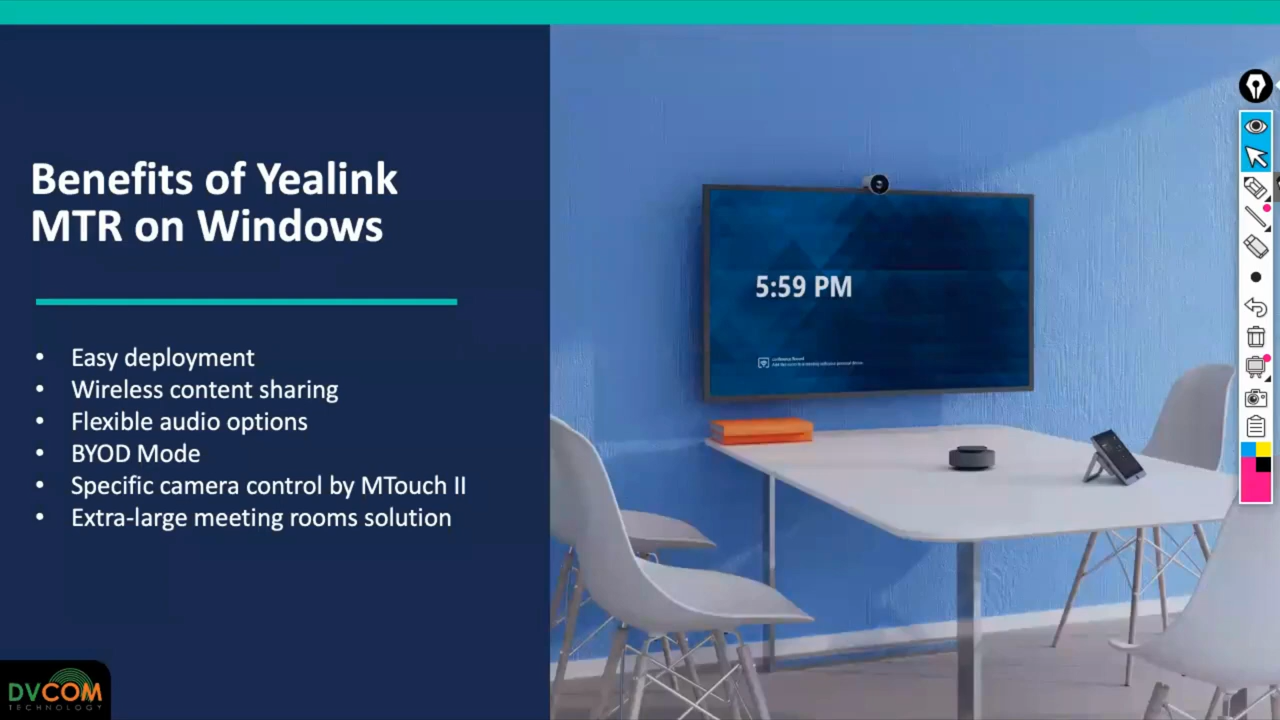 Benefits of Yealink
MTR on Windows
• Easy deployment
• Wireless content sharing
• Flexible audio options
• BYOD Mode
• Specific camera control by MTouch II
• Extra-large meeting rooms solution
5:59 PM
DVCOM
TECHNOLOGY